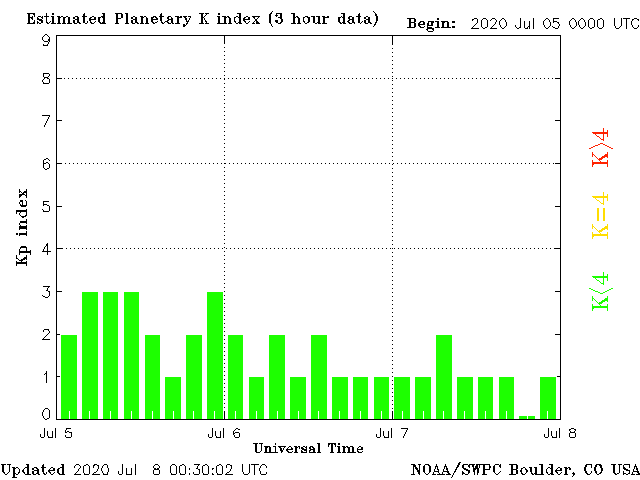 Estimated Planetary K index (3 hour data)
Begin: 2020 Jul 05 0000 UTC
9
8
7
6
5
4
3
2
1
0
Kp index
K>4
K=4
K<4
Jul 5
Jul 6
Jul 7
Jul 8
Universal Time
Updated 2020 Jul 8 00:30:02 UTC
NOAA/SWPC Boulder, CO USA